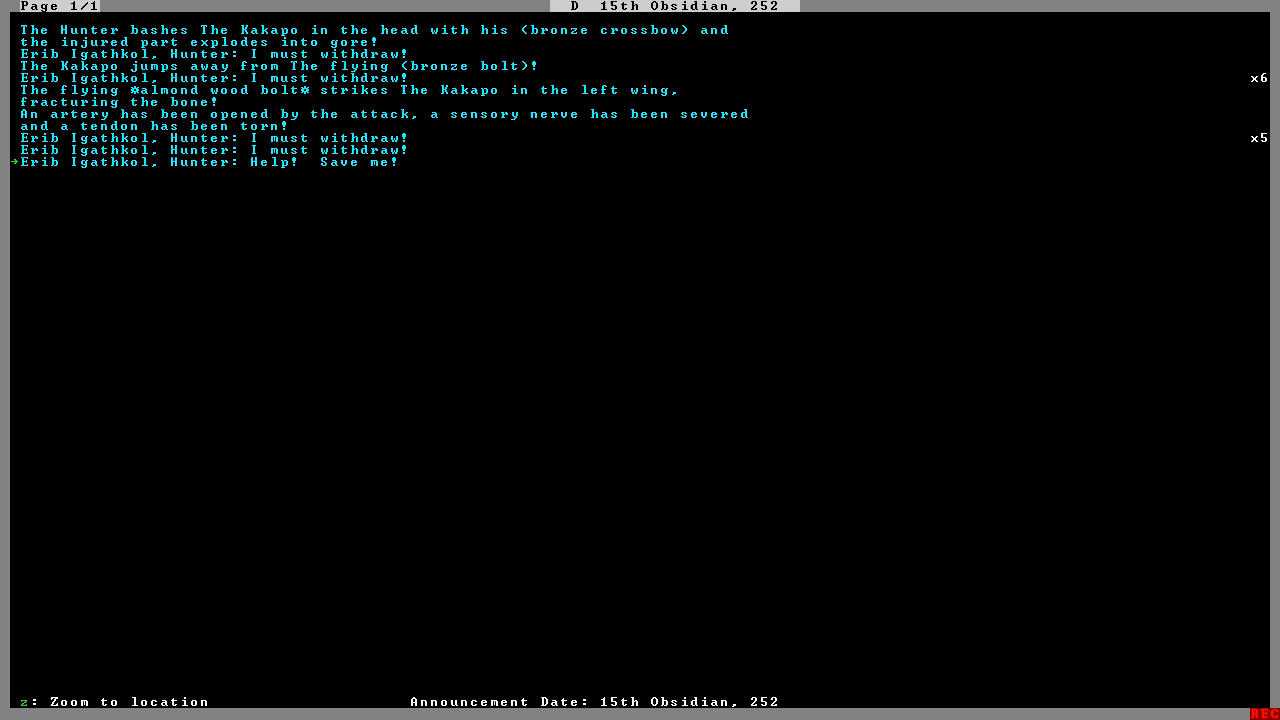 Page 1/1
D  15th Obsidian, 252
The Hunter bashes The Kakapo in the head with his (bronze crossbow) and
the injured part explodes into gore!
Erib Igathkol, Hunter: I must withdraw!
The Kakapo jumps away from The flying (bronze bolt)!
Erib Igathkol, Hunter: I must withdraw! x6
The flying ☼almond wood bolt☼ strikes The Kakapo in the left wing,
fracturing the bone!
An artery has been opened by the attack, a sensory nerve has been severed
and a tendon has been torn!
Erib Igathkol, Hunter: I must withdraw! x5
Erib Igathkol, Hunter: I must withdraw!
→Erib Igathkol, Hunter: Help!  Save me!
z: Zoom to location
Announcement Date: 15th Obsidian, 252
REC